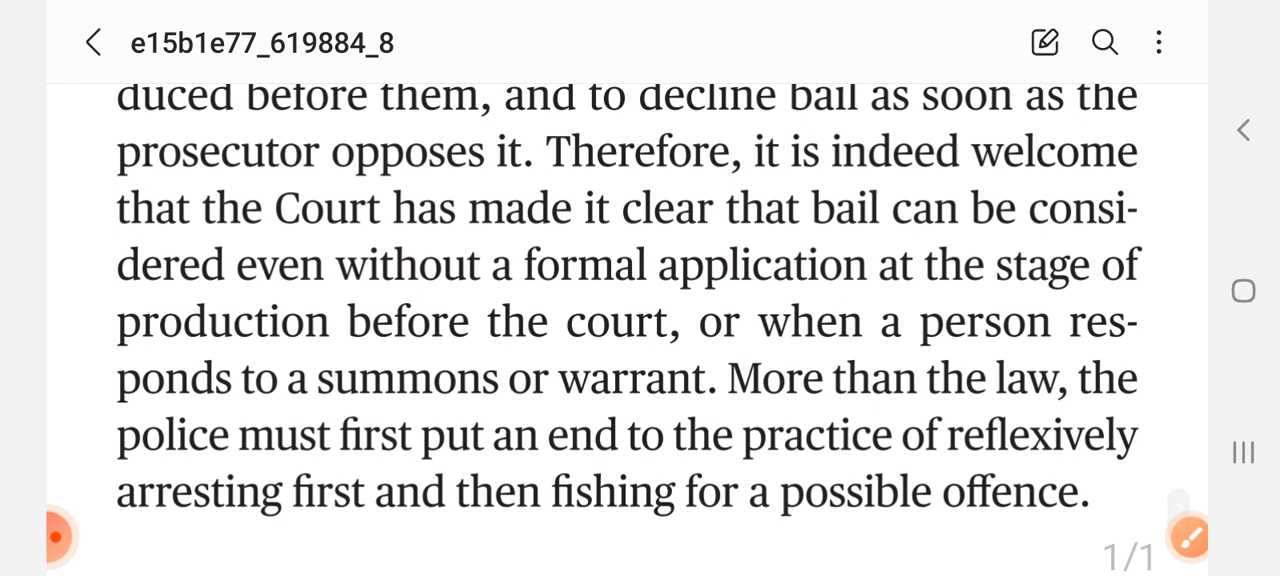 e15b1e77_619884_8
duced before them, and to decline bail as soon as the
prosecutor opposes it. Therefore, it is indeed welcome
that the Court has made it clear that bail can be consi-
dered even without a formal application at the stage of
production before the court, or when a person res-
ponds to a summons or warrant. More than the law, the
police must first put an end to the practice of reflexively
arresting first and then fishing for a possible offence.
1/1